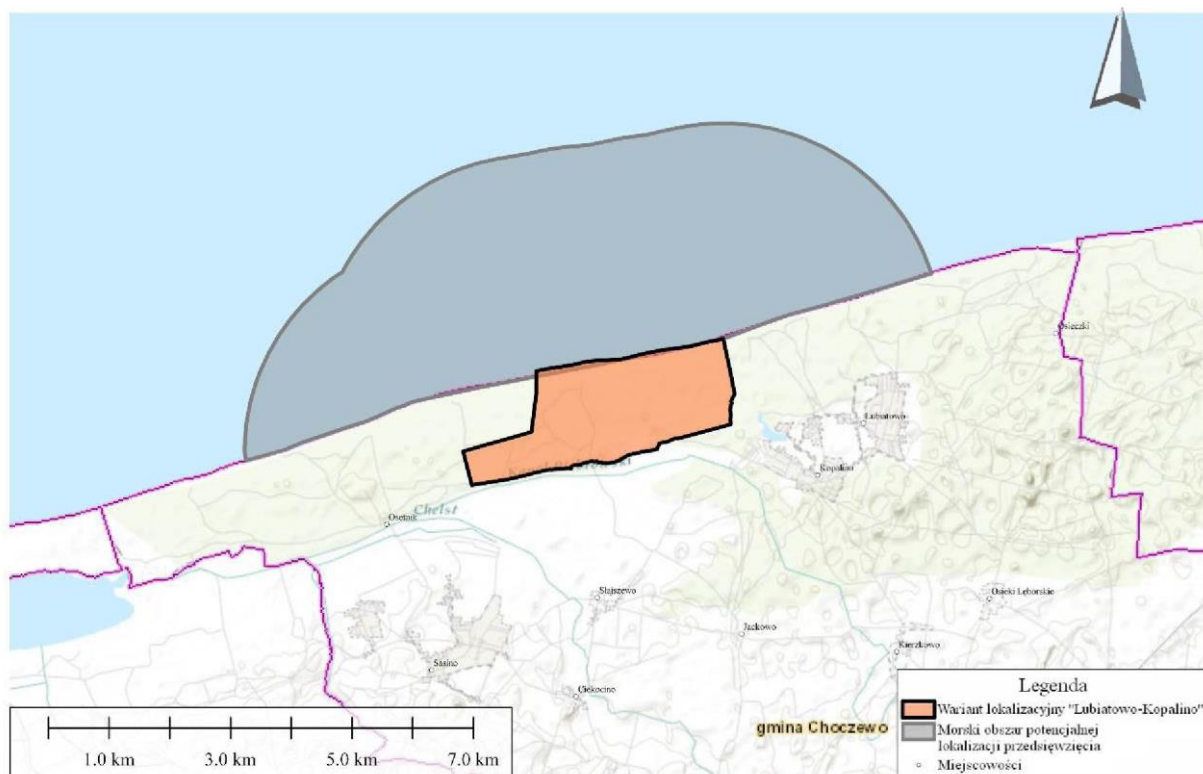 Osieczki
Lubiatowo
Kopalino
Chełst
Osetnik
Słajszewo
Osieki Lęborskie
Jackowo
Kierzkowo
Sasino
Ciekocino
gmina Choczewo
1.0 km 3.0 km 5.0 km 7.0 km
Legenda
Wariant lokalizacyjny "Lubiatowo-Kopalino"
Morski obszar potencjalnej
lokalizacji przedsięwzięcia
Miejscowości